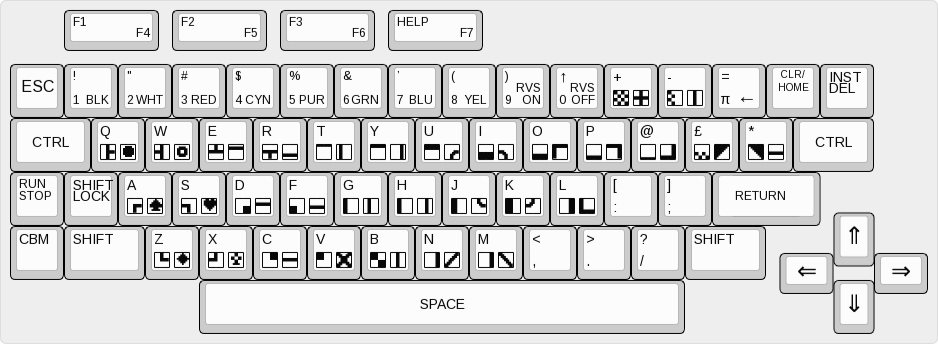 F1 F4 F2 F5 F3 F6 HELP F7
ESC ! 1 BLK " 2 WHT # 3 RED $ 4 CYN % 5 PUR & 6 GRN ' 7 BLU ( 8 YEL ) 9 RVS ON ↑ 0 RVS OFF + - = π ← CLR/ HOME INST DEL
CTRL Q W E R T Y U I O P @ £ * CTRL
RUN STOP SHIFT LOCK A S D F G H J K L [ : ] ; RETURN
CBM SHIFT Z X C V B N M < , > . ? / SHIFT
⇑
⇐ ⇒
⇓
SPACE